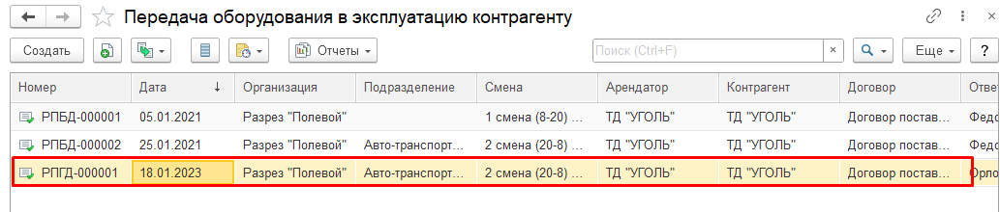 Передача оборудования в эксплуатацию контрагенту
Создать Отчеты Поиск (Ctrl+F) × Еще ?
Номер Дата ↓ Организация Подразделение Смена Арендатор Контрагент Договор Отве
РПБД-000001 05.01.2021 Разрез "Полевой" 1 смена (8-20) ... ТД "УГОЛЬ" ТД "УГОЛЬ" Договор постав... Федо
РПБД-000002 25.01.2021 Разрез "Полевой" Авто-транспорт... 2 смена (20-8) ... ТД "УГОЛЬ" ТД "УГОЛЬ" Договор постав... Федо
РПГД-000001 18.01.2023 Разрез "Полевой" Авто-транспорт... 2 смена (20-8) ... ТД "УГОЛЬ" ТД "УГОЛЬ" Договор постав... Орло